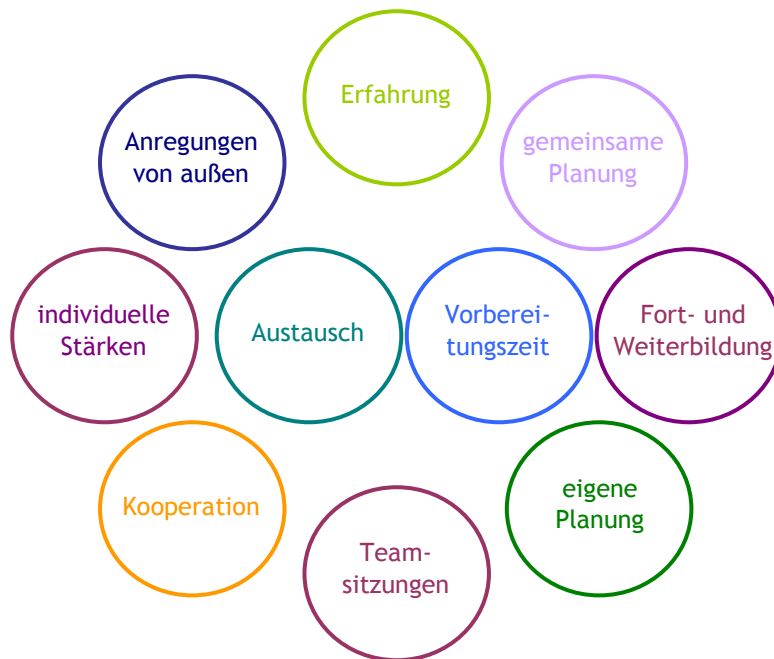 Erfahrung
Anregungen
von außen
gemeinsame
Planung
individuelle
Stärken
Austausch
Vorberei-
tungszeit
Fort- und
Weiterbildung
Kooperation
eigene
Planung
Team-
sitzungen